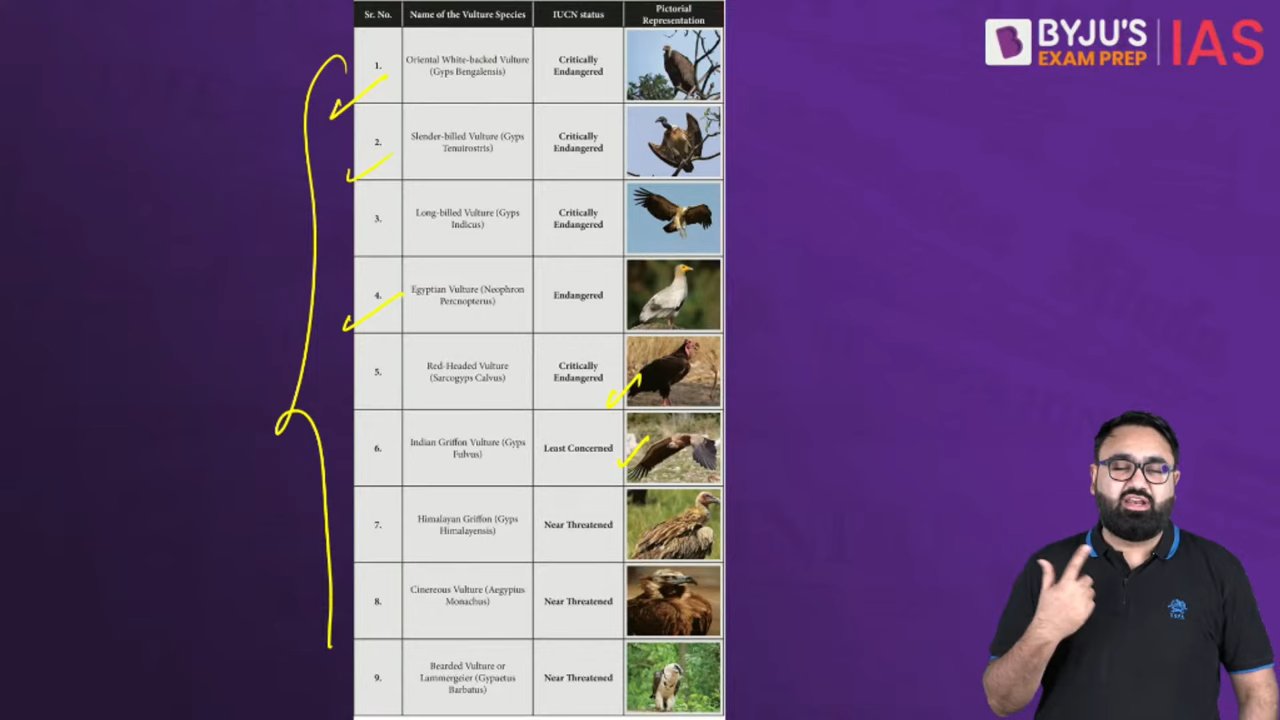 Sr. No.
Name of the Vulture Species
IUCN status
Pictorial
Representation
1.
Oriental White-backed Vulture
(Gyps Bengalensis)
Critically
Endangered
2.
Slender-billed Vulture (Gyps
Tenuirostris)
Critically
Endangered
3.
Long-billed Vulture (Gyps
Indicus)
Critically
Endangered
4.
Egyptian Vulture (Neophron
Percnopterus)
Endangered
5.
Red-Headed Vulture
(Sarcogyps Calvus)
Critically
Endangered
6.
Indian Griffon Vulture (Gyps
Fulvus)
Least Concerned
7.
Himalayan Griffon (Gyps
Himalayensis)
Near Threatened
8.
Cinereous Vulture (Aegypius
Monachus)
Near Threatened
9.
Bearded Vulture or
Lammergeier (Gypaetus
Barbatus)
Near Threatened
BYJU'S
EXAM PREP
IAS